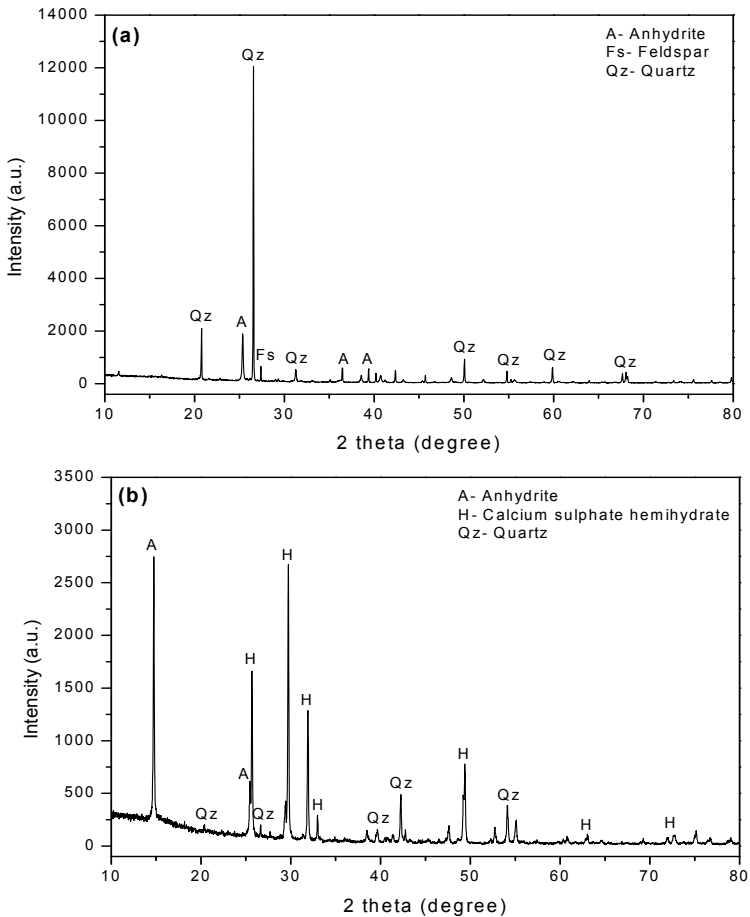 (a)
A- Anhydrite
Fs- Feldspar
Qz- Quartz
14000
12000
10000
8000
6000
4000
2000
0
Intensity (a.u.)
Qz
Qz
A
Fs
Qz
A
A
Qz
Qz
Qz
Qz
10 20 30 40 50 60 70 80
2 theta (degree)
(b)
A- Anhydrite
H- Calcium sulphate hemihydrate
Qz- Quartz
3500
3000
2500
2000
1500
1000
500
0
Intensity (a.u.)
A
Qz
A
H
Qz
H
H
H
Qz
Qz
H
Qz
H
H
10 20 30 40 50 60 70 80
2 theta (degree)